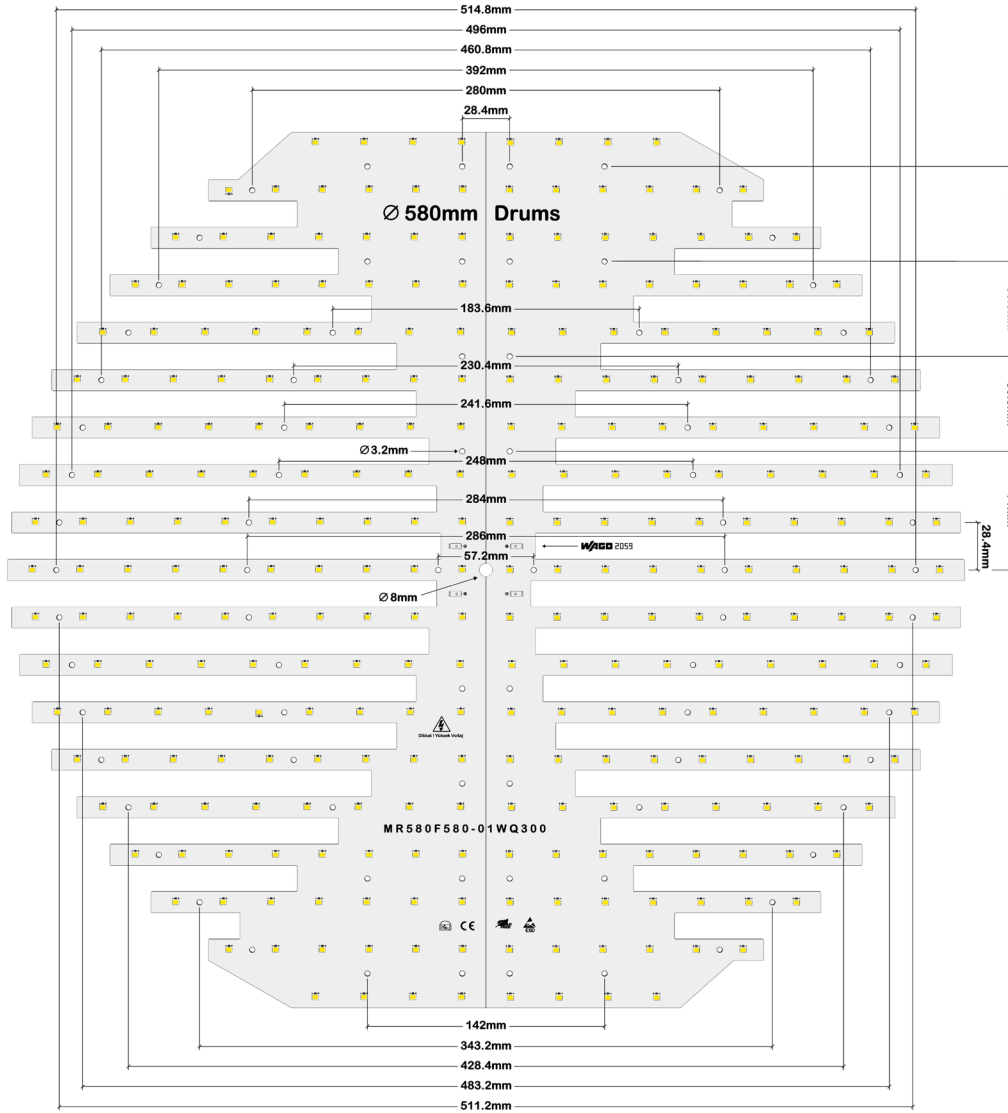 514.8mm
496mm
460.8mm
392mm
280mm
28.4mm
Ø 580mm Drums
183.6mm
230.4mm
241.6mm
Ø3.2mm
248mm
284mm
286mm
WAGO 2059
28.4mm
57.2mm
Ø8mm
Dikkat ! Yüksek Voltaj
MR580F580-01WQ300
CE
ESD
142mm
343.2mm
428.4mm
483.2mm
511.2mm